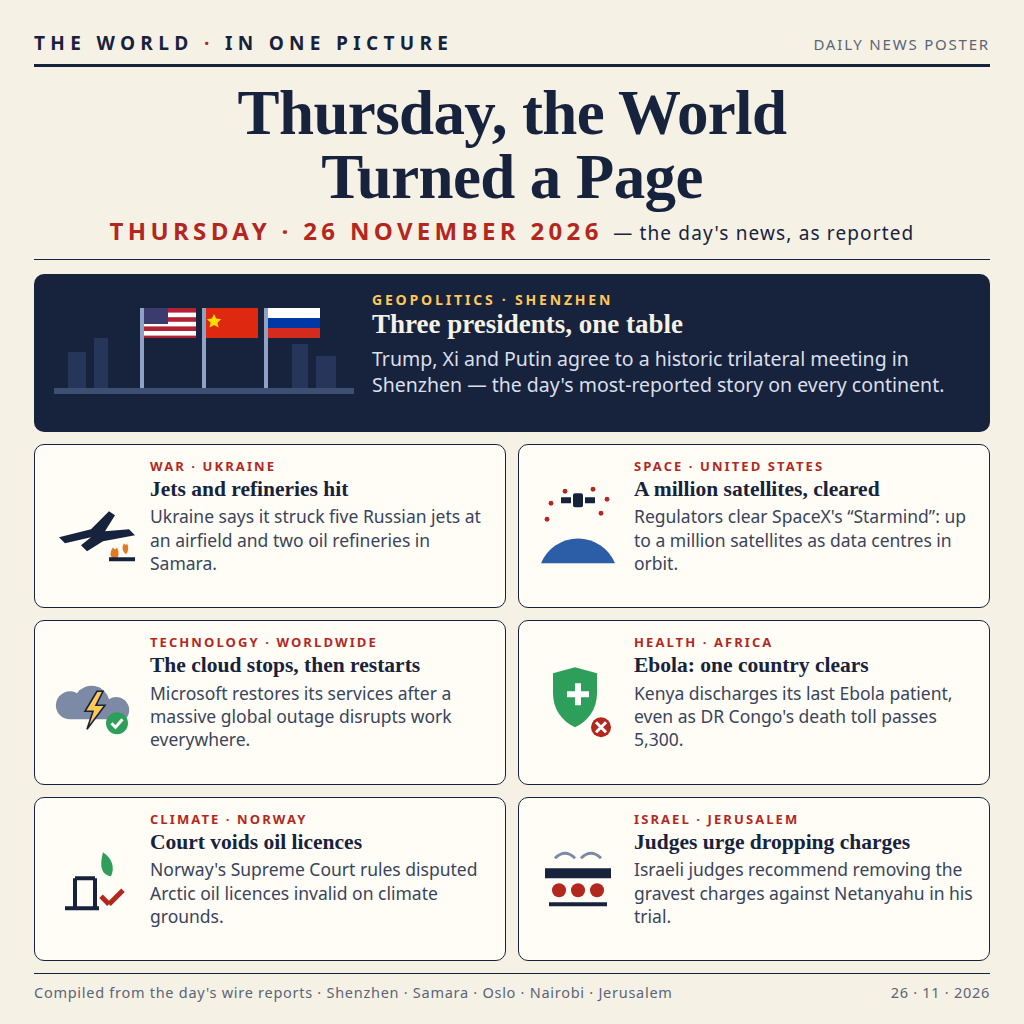 THE WORLD · IN ONE PICTURE
DAILY NEWS POSTER
Thursday, the World
Turned a Page
THURSDAY · 26 NOVEMBER 2026 — the day's news, as reported
GEOPOLITICS · SHENZHEN
Three presidents, one table
Trump, Xi and Putin agree to a historic trilateral meeting in
Shenzhen — the day's most-reported story on every continent.
WAR · UKRAINE
Jets and refineries hit
Ukraine says it struck five Russian jets at
an airfield and two oil refineries in
Samara.
SPACE · UNITED STATES
A million satellites, cleared
Regulators clear SpaceX's “Starmind”: up
to a million satellites as data centres in
orbit.
TECHNOLOGY · WORLDWIDE
The cloud stops, then restarts
Microsoft restores its services after a
massive global outage disrupts work
everywhere.
HEALTH · AFRICA
Ebola: one country clears
Kenya discharges its last Ebola patient,
even as DR Congo's death toll passes
5,300.
CLIMATE · NORWAY
Court voids oil licences
Norway's Supreme Court rules disputed
Arctic oil licences invalid on climate
grounds.
ISRAEL · JERUSALEM
Judges urge dropping charges
Israeli judges recommend removing the
gravest charges against Netanyahu in his
trial.
Compiled from the day's wire reports · Shenzhen · Samara · Oslo · Nairobi · Jerusalem
26 · 11 · 2026